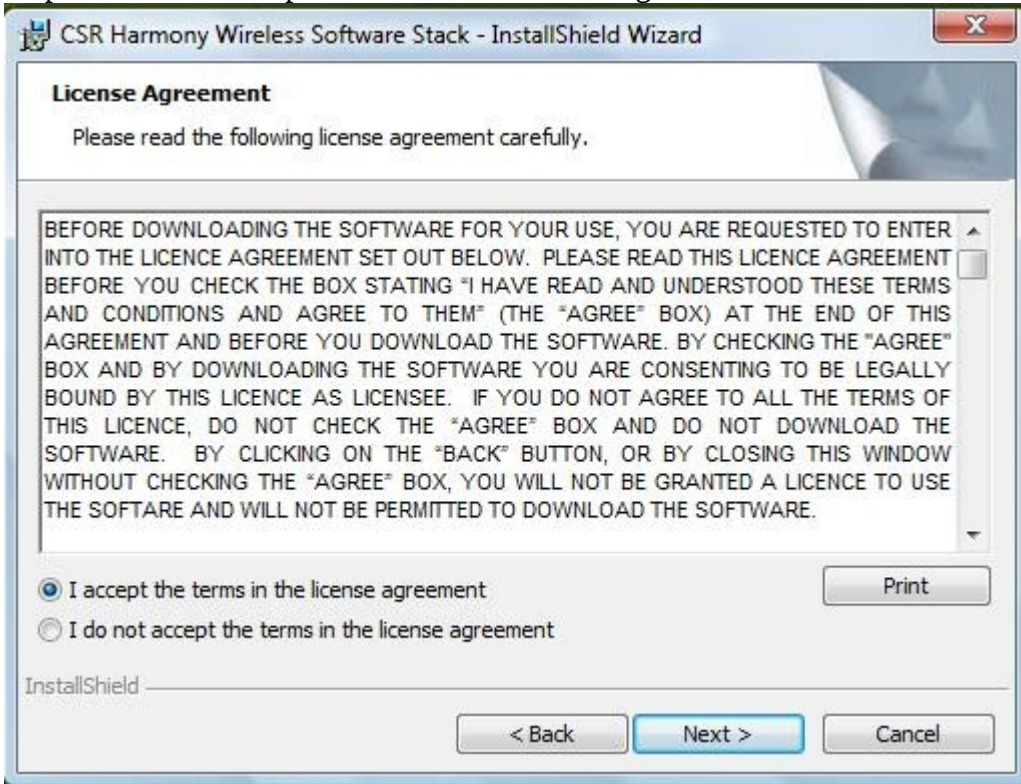 CSR Harmony Wireless Software Stack - InstallShield Wizard
License Agreement
Please read the following license agreement carefully.
BEFORE DOWNLOADING THE SOFTWARE FOR YOUR USE, YOU ARE REQUESTED TO ENTER
INTO THE LICENCE AGREEMENT SET OUT BELOW. PLEASE READ THIS LICENCE AGREEMENT
BEFORE YOU CHECK THE BOX STATING “I HAVE READ AND UNDERSTOOD THESE TERMS
AND CONDITIONS AND AGREE TO THEM” (THE “AGREE” BOX) AT THE END OF THIS
AGREEMENT AND BEFORE YOU DOWNLOAD THE SOFTWARE. BY CHECKING THE "AGREE"
BOX AND BY DOWNLOADING THE SOFTWARE YOU ARE CONSENTING TO BE LEGALLY
BOUND BY THIS LICENCE AS LICENSEE. IF YOU DO NOT AGREE TO ALL THE TERMS OF
THIS LICENCE, DO NOT CHECK THE “AGREE” BOX AND DO NOT DOWNLOAD THE
SOFTWARE. BY CLICKING ON THE “BACK” BUTTON, OR BY CLOSING THIS WINDOW
WITHOUT CHECKING THE “AGREE” BOX, YOU WILL NOT BE GRANTED A LICENCE TO USE
THE SOFTARE AND WILL NOT BE PERMITTED TO DOWNLOAD THE SOFTWARE.
I accept the terms in the license agreement
Print
I do not accept the terms in the license agreement
InstallShield
< Back Next > Cancel